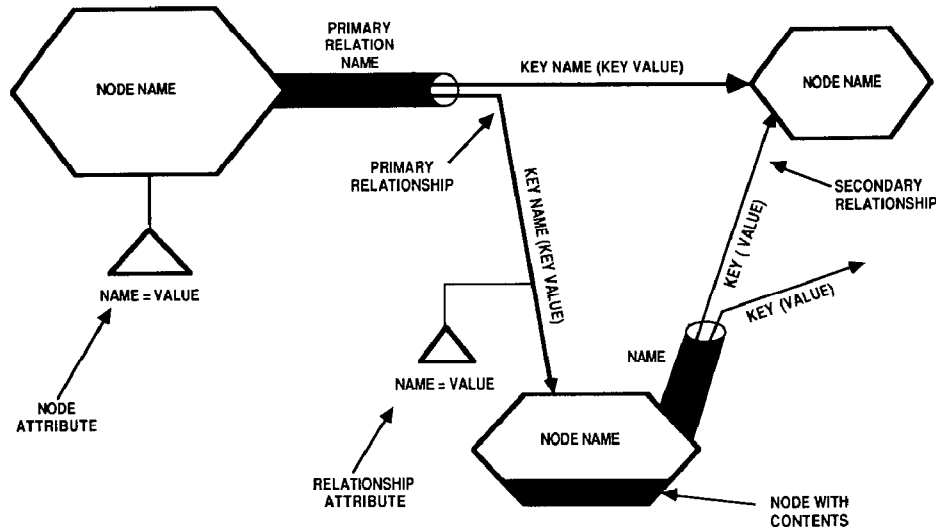 PRIMARY
RELATION
NAME
NODE NAME
KEY NAME (KEY VALUE)
NODE NAME
PRIMARY
RELATIONSHIP
SECONDARY
RELATIONSHIP
KEY NAME (KEY VALUE)
KEY ( VALUE)
KEY (VALUE)
NAME = VALUE
NAME
NAME = VALUE
NODE
ATTRIBUTE
NODE NAME
RELATIONSHIP
ATTRIBUTE
NODE WITH
CONTENTS